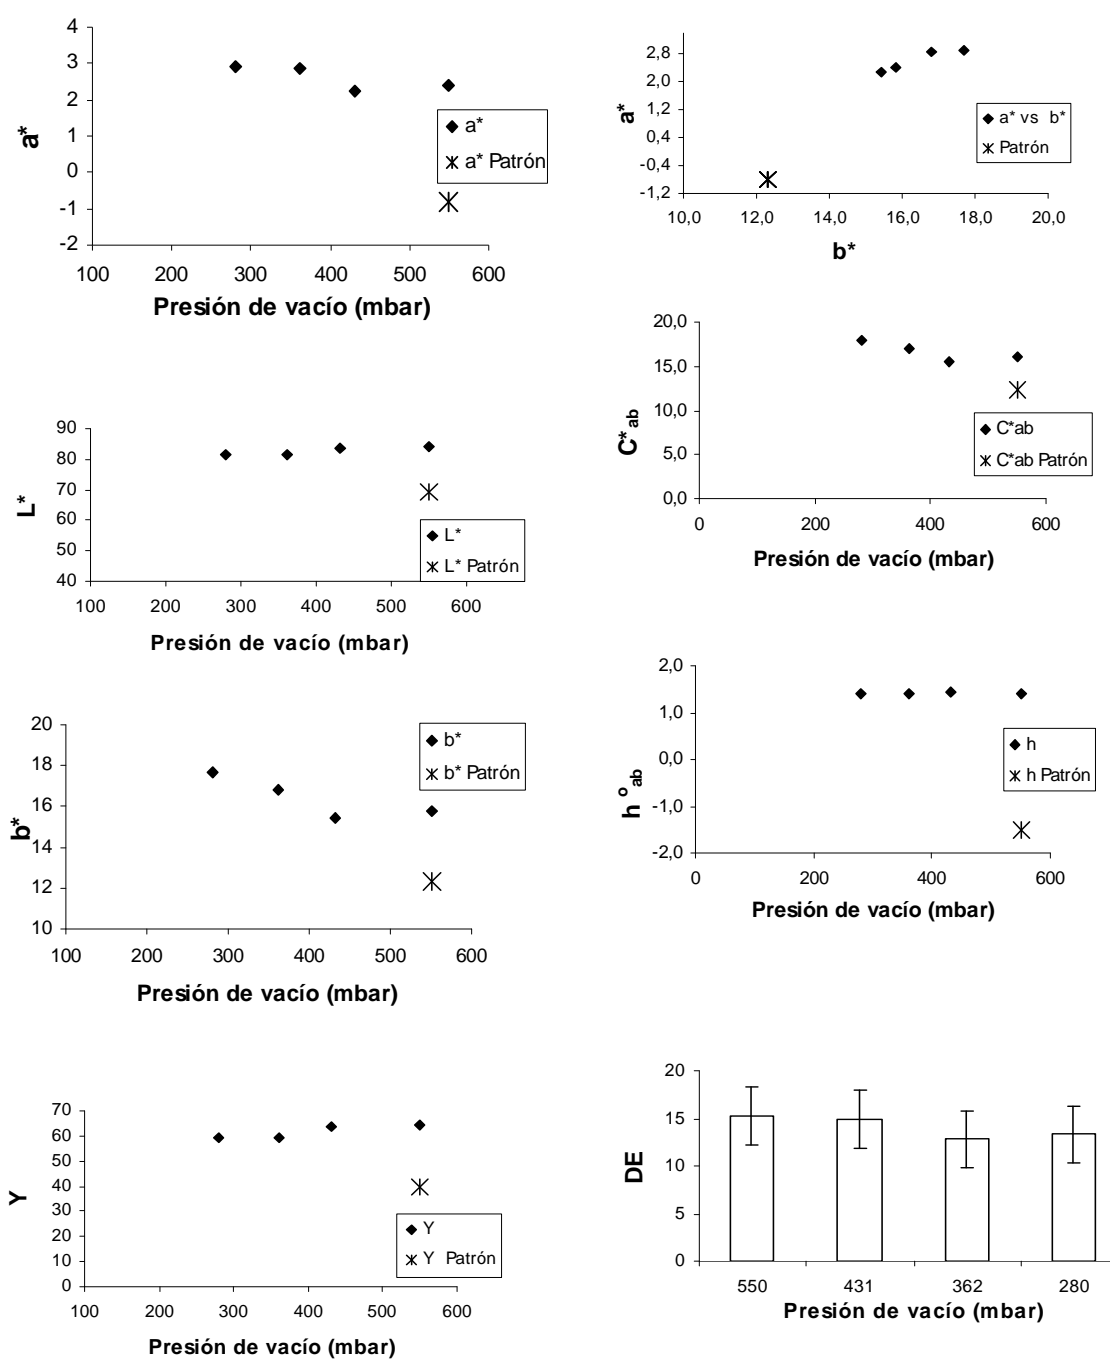 4
3
2
1
0
-1
-2
a*
a*
a* Patrón
100 200 300 400 500 600
Presión de vacío (mbar)
2,8
2,0
1,2
0,4
-0,4
-1,2
a*
a* vs b*
Patrón
10,0 12,0 14,0 16,0 18,0 20,0
b*
90
80
70
60
50
40
L*
L*
L* Patrón
100 200 300 400 500 600
Presión de vacío (mbar)
20,0
15,0
10,0
5,0
0,0
C*ab
C*ab
C*ab Patrón
0 200 400 600
Presión de vacío (mbar)
20
18
16
14
12
10
b*
b*
b* Patrón
100 200 300 400 500 600
Presión de vacío (mbar)
2,0
1,0
0,0
-1,0
-2,0
h ºab
h
h Patrón
0 200 400 600
Presión de vacío (mbar)
70
60
50
40
30
20
10
0
Y
Y
Y Patrón
100 200 300 400 500 600
Presión de vacío (mbar)
20
15
10
5
0
DE
550 431 362 280
Presión de vacío (mbar)